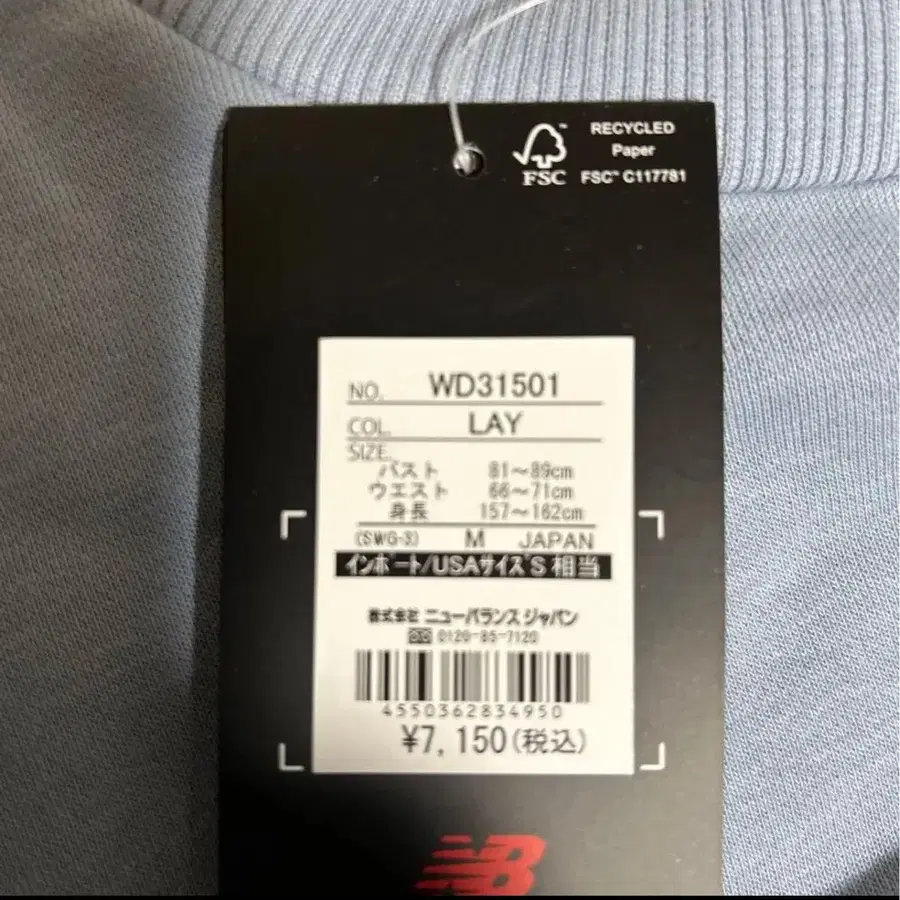 RECYCLED
Paper
FSC™ C117781
FSC™
NO. WD31501
COL. LAY
SIZE.
バスト 81～89cm
ウエスト 66～71cm
身長 157～162cm
(SWG-3) M JAPAN
インポート/USAサイズS 相当
株式会社 ニューバランス ジャパン
0120-85-7120
4550362834950
¥7,150(税込)
NB